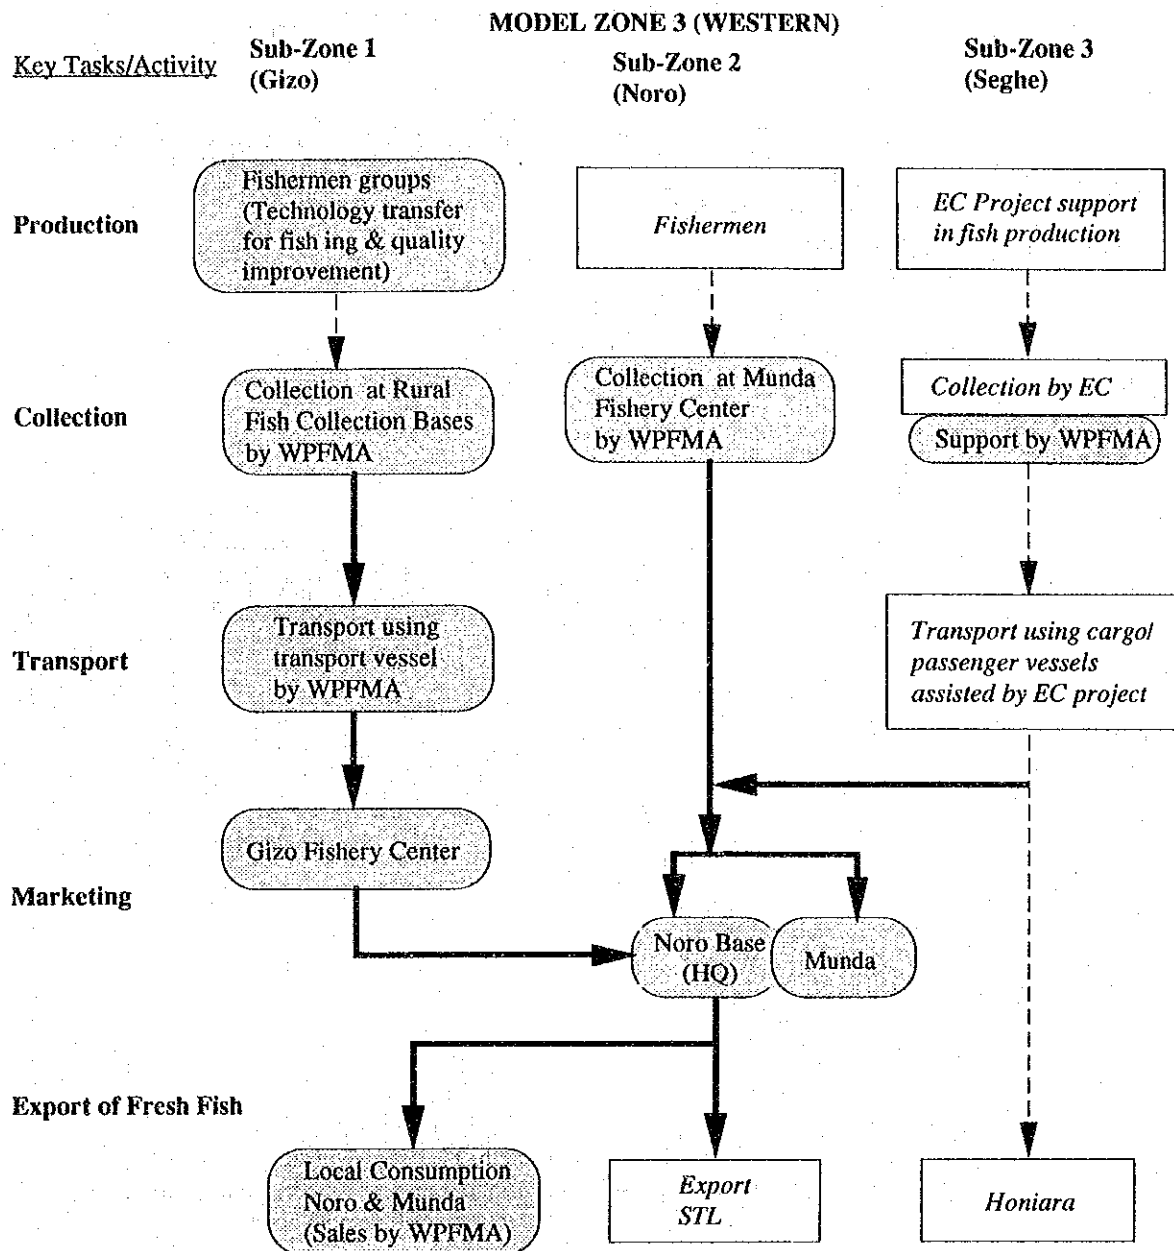 MODEL ZONE 3 (WESTERN)
Key Tasks/Activity
Sub-Zone 1
(Gizo)
Sub-Zone 2
(Noro)
Sub-Zone 3
(Seghe)
Production
Fishermen groups
(Technology transfer
for fish ing & quality
improvement)
Fishermen
EC Project support
in fish production
Collection
Collection at Rural
Fish Collection Bases
by WPFMA
Collection at Munda
Fishery Center
by WPFMA
Collection by EC
Support by WPFMA
Transport
Transport using
transport vessel
by WPFMA
Transport using cargo/
passenger vessels
assisted by EC project
Marketing
Gizo Fishery Center
Noro Base
(HQ)
Munda
Export of Fresh Fish
Local Consumption
Noro & Munda
(Sales by WPFMA)
Export
STL
Honiara